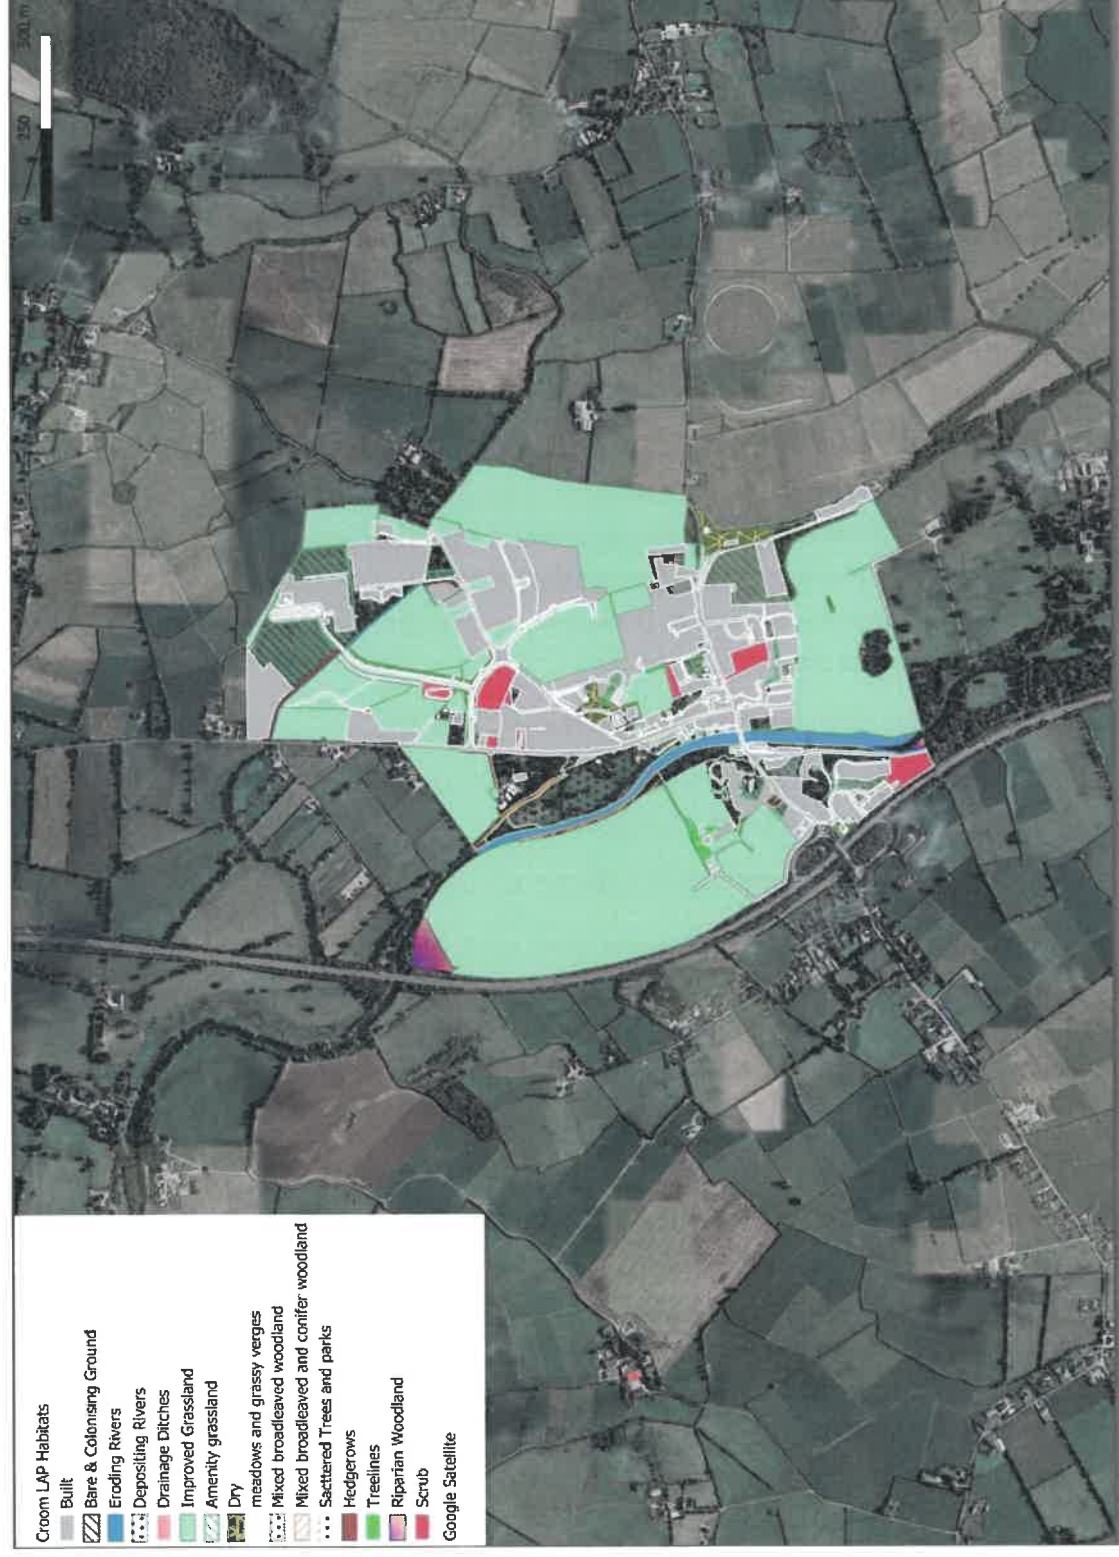 Croom LAP Habitats
Built
Bare & Colonising Ground
Eroding Rivers
Depositing Rivers
Drainage Ditches
Improved Grassland
Amenity grassland
Dry
meadows and grassy verges
Mixed broadleaved woodland
Mixed broadleaved and conifer woodland
Sacttered Trees and parks
Hedgerows
Treelines
Riparian Woodland
Scrub
Google Satellite
0 150 300 m